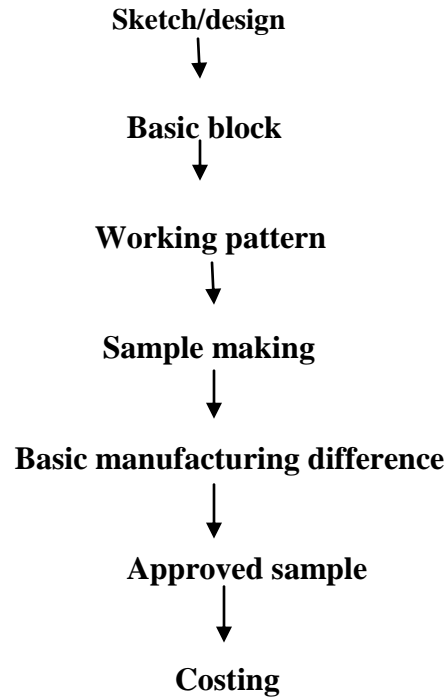 Sketch/design
Basic block
Working pattern
Sample making
Basic manufacturing difference
Approved sample
Costing